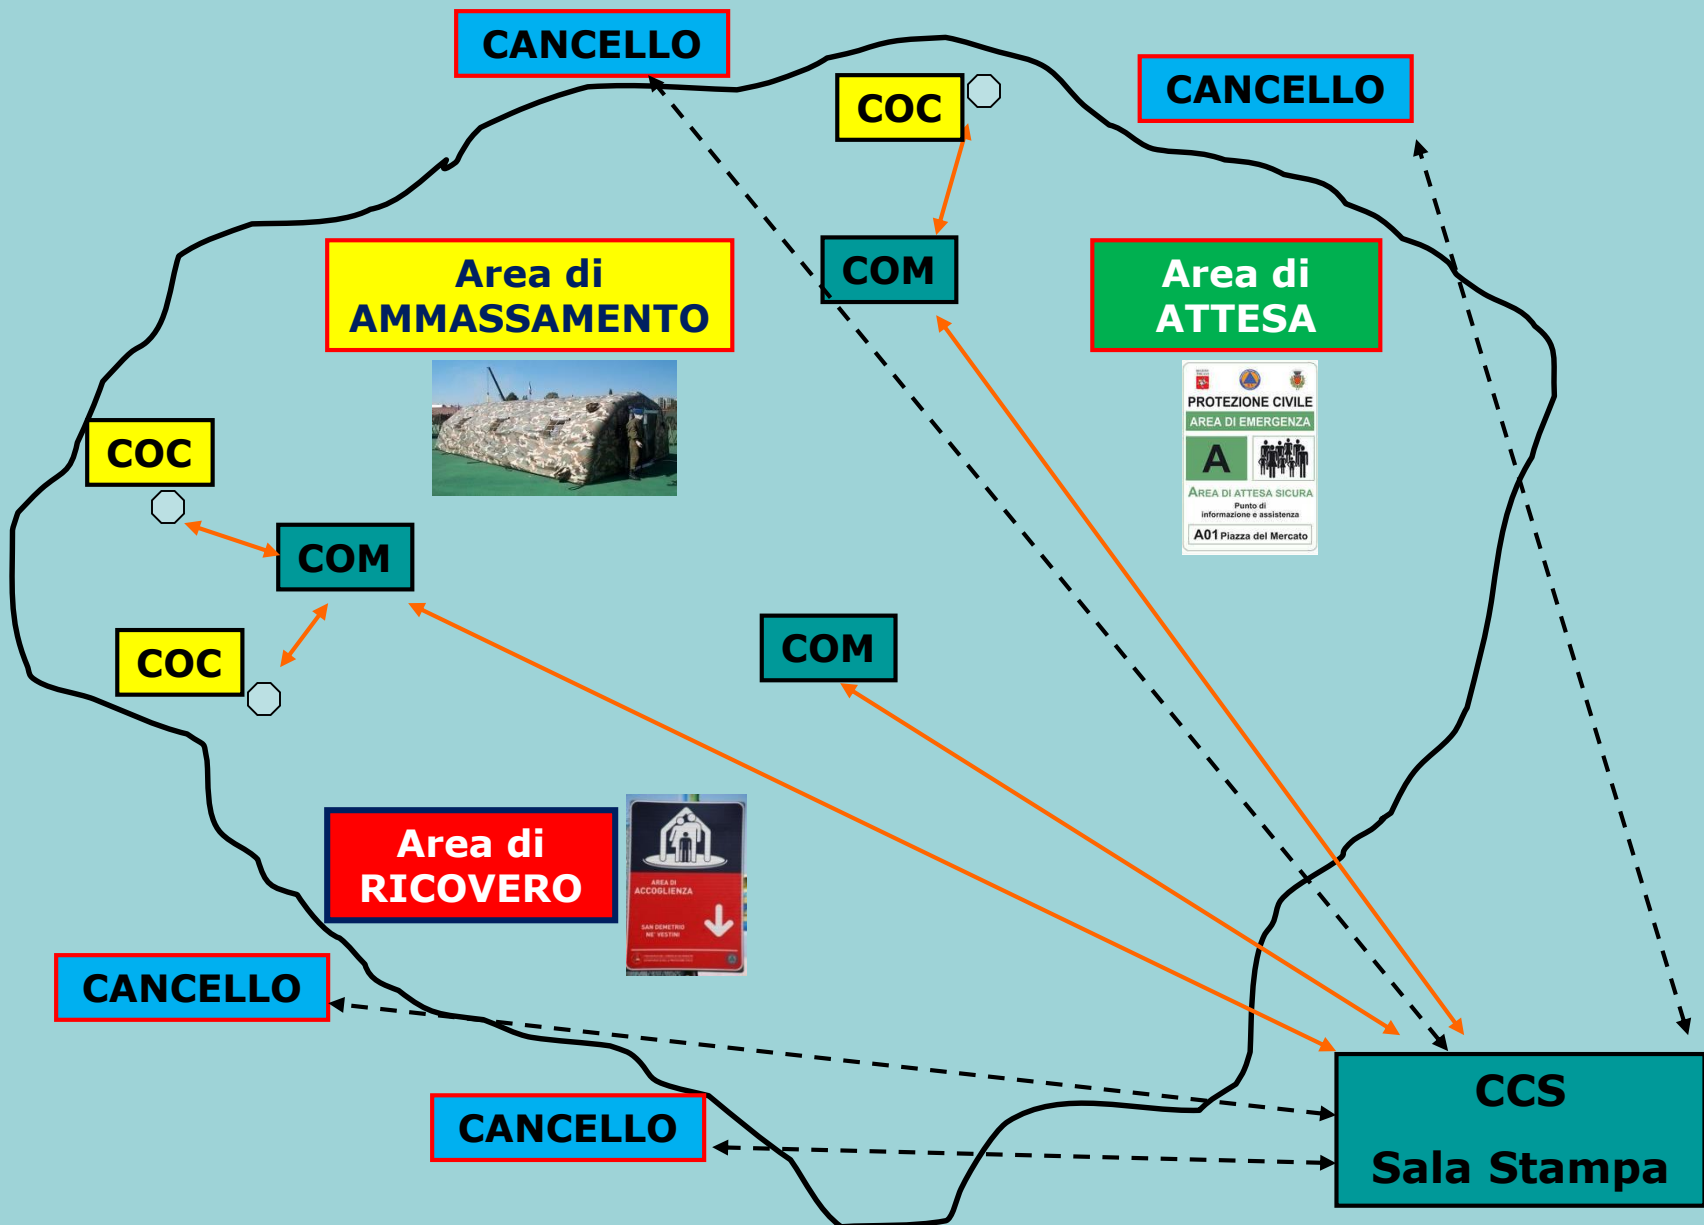 CANCELLO
CANCELLO
COC
COM
Area di
AMMASSAMENTO
Area di
ATTESA
PROTEZIONE CIVILE
AREA DI EMERGENZA
A
AREA DI ATTESA SICURA
Punto di
informazione e assistenza
A01 Piazza del Mercato
COC
COM
COC
COM
Area di
RICOVERO
AREA DI
ACCOGLIENZA
SAN DEMETRIO
NE' VESTINI
CANCELLO
CANCELLO
CCS
Sala Stampa